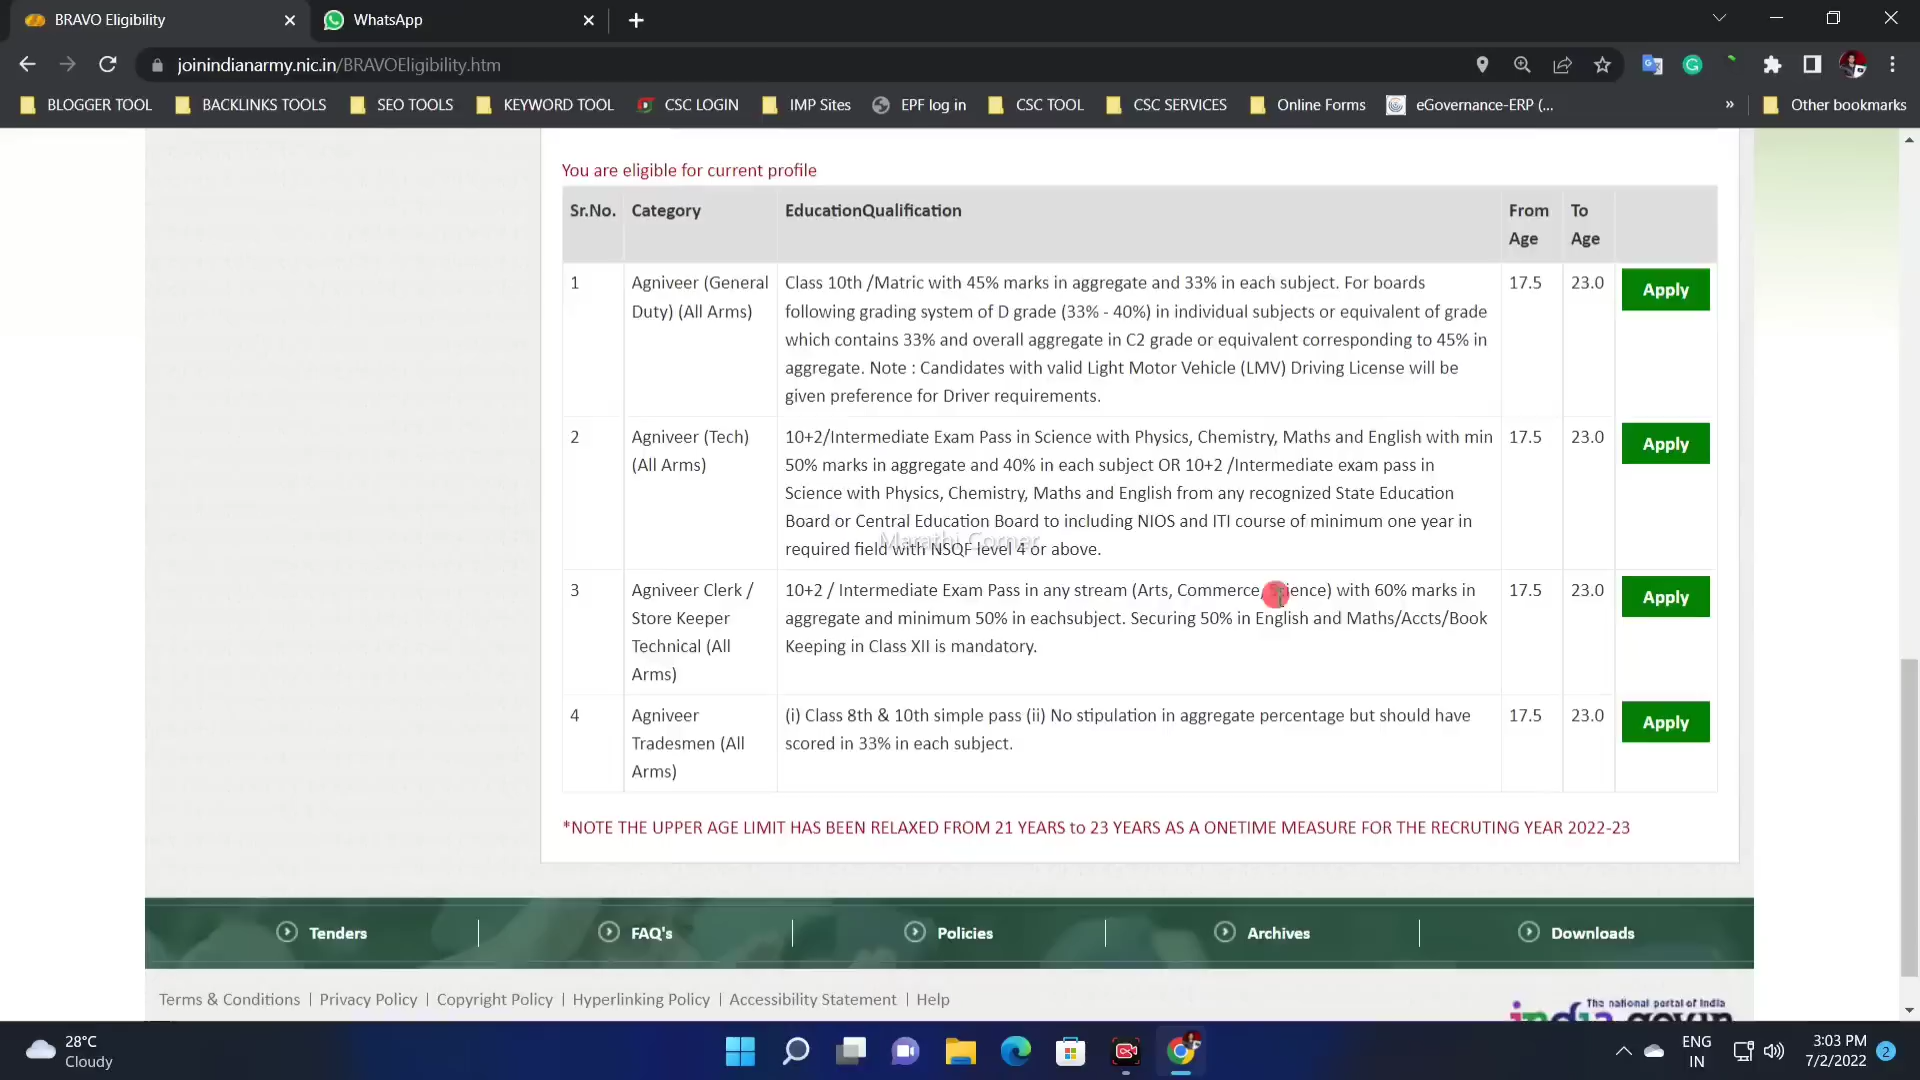 BRAVO Eligibility
WhatsApp
joinindianarmy.nic.in/BRAVOEligibility.htm
BLOGGER TOOL BACKLINKS TOOLS SEO TOOLS KEYWORD TOOL CSC LOGIN IMP Sites EPF log in CSC TOOL CSC SERVICES Online Forms eGovernance-ERP (... » Other bookmarks
You are eligible for current profile
Sr.No. Category EducationQualification From Age To Age
1 Agniveer (General Duty) (All Arms)
Class 10th /Matric with 45% marks in aggregate and 33% in each subject. For boards
following grading system of D grade (33% - 40%) in individual subjects or equivalent of grade
which contains 33% and overall aggregate in C2 grade or equivalent corresponding to 45% in
aggregate. Note : Candidates with valid Light Motor Vehicle (LMV) Driving License will be
given preference for Driver requirements.
17.5 23.0 Apply
2 Agniveer (Tech) (All Arms)
10+2/Intermediate Exam Pass in Science with Physics, Chemistry, Maths and English with min
50% marks in aggregate and 40% in each subject OR 10+2 /Intermediate exam pass in
Science with Physics, Chemistry, Maths and English from any recognized State Education
Board or Central Education Board to including NIOS and ITI course of minimum one year in
required field with NSQF level 4 or above.
Marathi Corner
17.5 23.0 Apply
3 Agniveer Clerk / Store Keeper Technical (All Arms)
10+2 / Intermediate Exam Pass in any stream (Arts, Commerce, Science) with 60% marks in
aggregate and minimum 50% in eachsubject. Securing 50% in English and Maths/Accts/Book
Keeping in Class XII is mandatory.
17.5 23.0 Apply
4 Agniveer Tradesmen (All Arms)
(i) Class 8th & 10th simple pass (ii) No stipulation in aggregate percentage but should have
scored in 33% in each subject.
17.5 23.0 Apply
*NOTE THE UPPER AGE LIMIT HAS BEEN RELAXED FROM 21 YEARS to 23 YEARS AS A ONETIME MEASURE FOR THE RECRUTING YEAR 2022-23
Tenders FAQ's Policies Archives Downloads
Terms & Conditions | Privacy Policy | Copyright Policy | Hyperlinking Policy | Accessibility Statement | Help
The national portal of India
28°C
Cloudy
ENG
IN
3:03 PM
7/2/2022
2